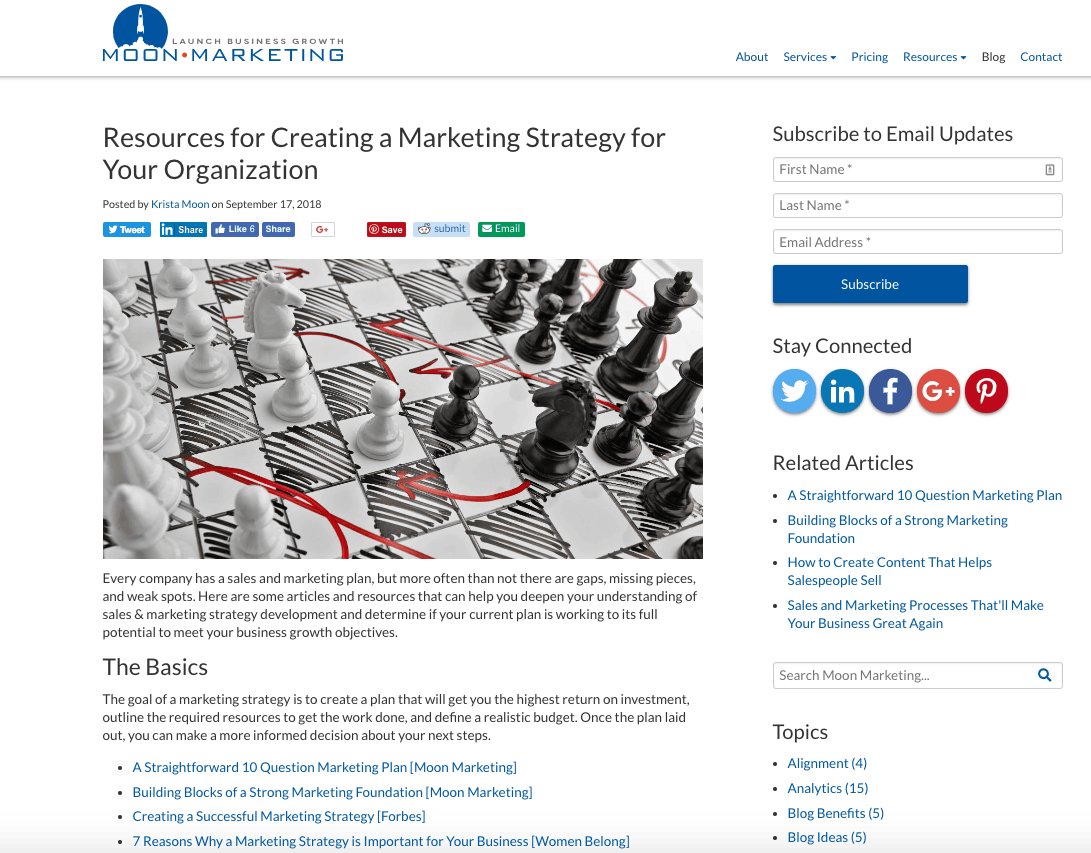 LAUNCH BUSINESS GROWTH
MOON•MARKETING
About Services Pricing Resources Blog Contact
Resources for Creating a Marketing Strategy for
Your Organization
Posted by Krista Moon on September 17, 2018
Tweet in Share Like 6 Share G+ Save submit Email
Every company has a sales and marketing plan, but more often than not there are gaps, missing pieces,
and weak spots. Here are some articles and resources that can help you deepen your understanding of
sales & marketing strategy development and determine if your current plan is working to its full
potential to meet your business growth objectives.
The Basics
The goal of a marketing strategy is to create a plan that will get you the highest return on investment,
outline the required resources to get the work done, and define a realistic budget. Once the plan laid
out, you can make a more informed decision about your next steps.
• A Straightforward 10 Question Marketing Plan [Moon Marketing]
• Building Blocks of a Strong Marketing Foundation [Moon Marketing]
• Creating a Successful Marketing Strategy [Forbes]
• 7 Reasons Why a Marketing Strategy is Important for Your Business [Women Belong]
Subscribe to Email Updates
First Name *
Last Name *
Email Address *
Subscribe
Stay Connected
in f G+
Related Articles
• A Straightforward 10 Question Marketing Plan
• Building Blocks of a Strong Marketing
Foundation
• How to Create Content That Helps
Salespeople Sell
• Sales and Marketing Processes That'll Make
Your Business Great Again
Search Moon Marketing...
Topics
• Alignment (4)
• Analytics (15)
• Blog Benefits (5)
• Blog Ideas (5)